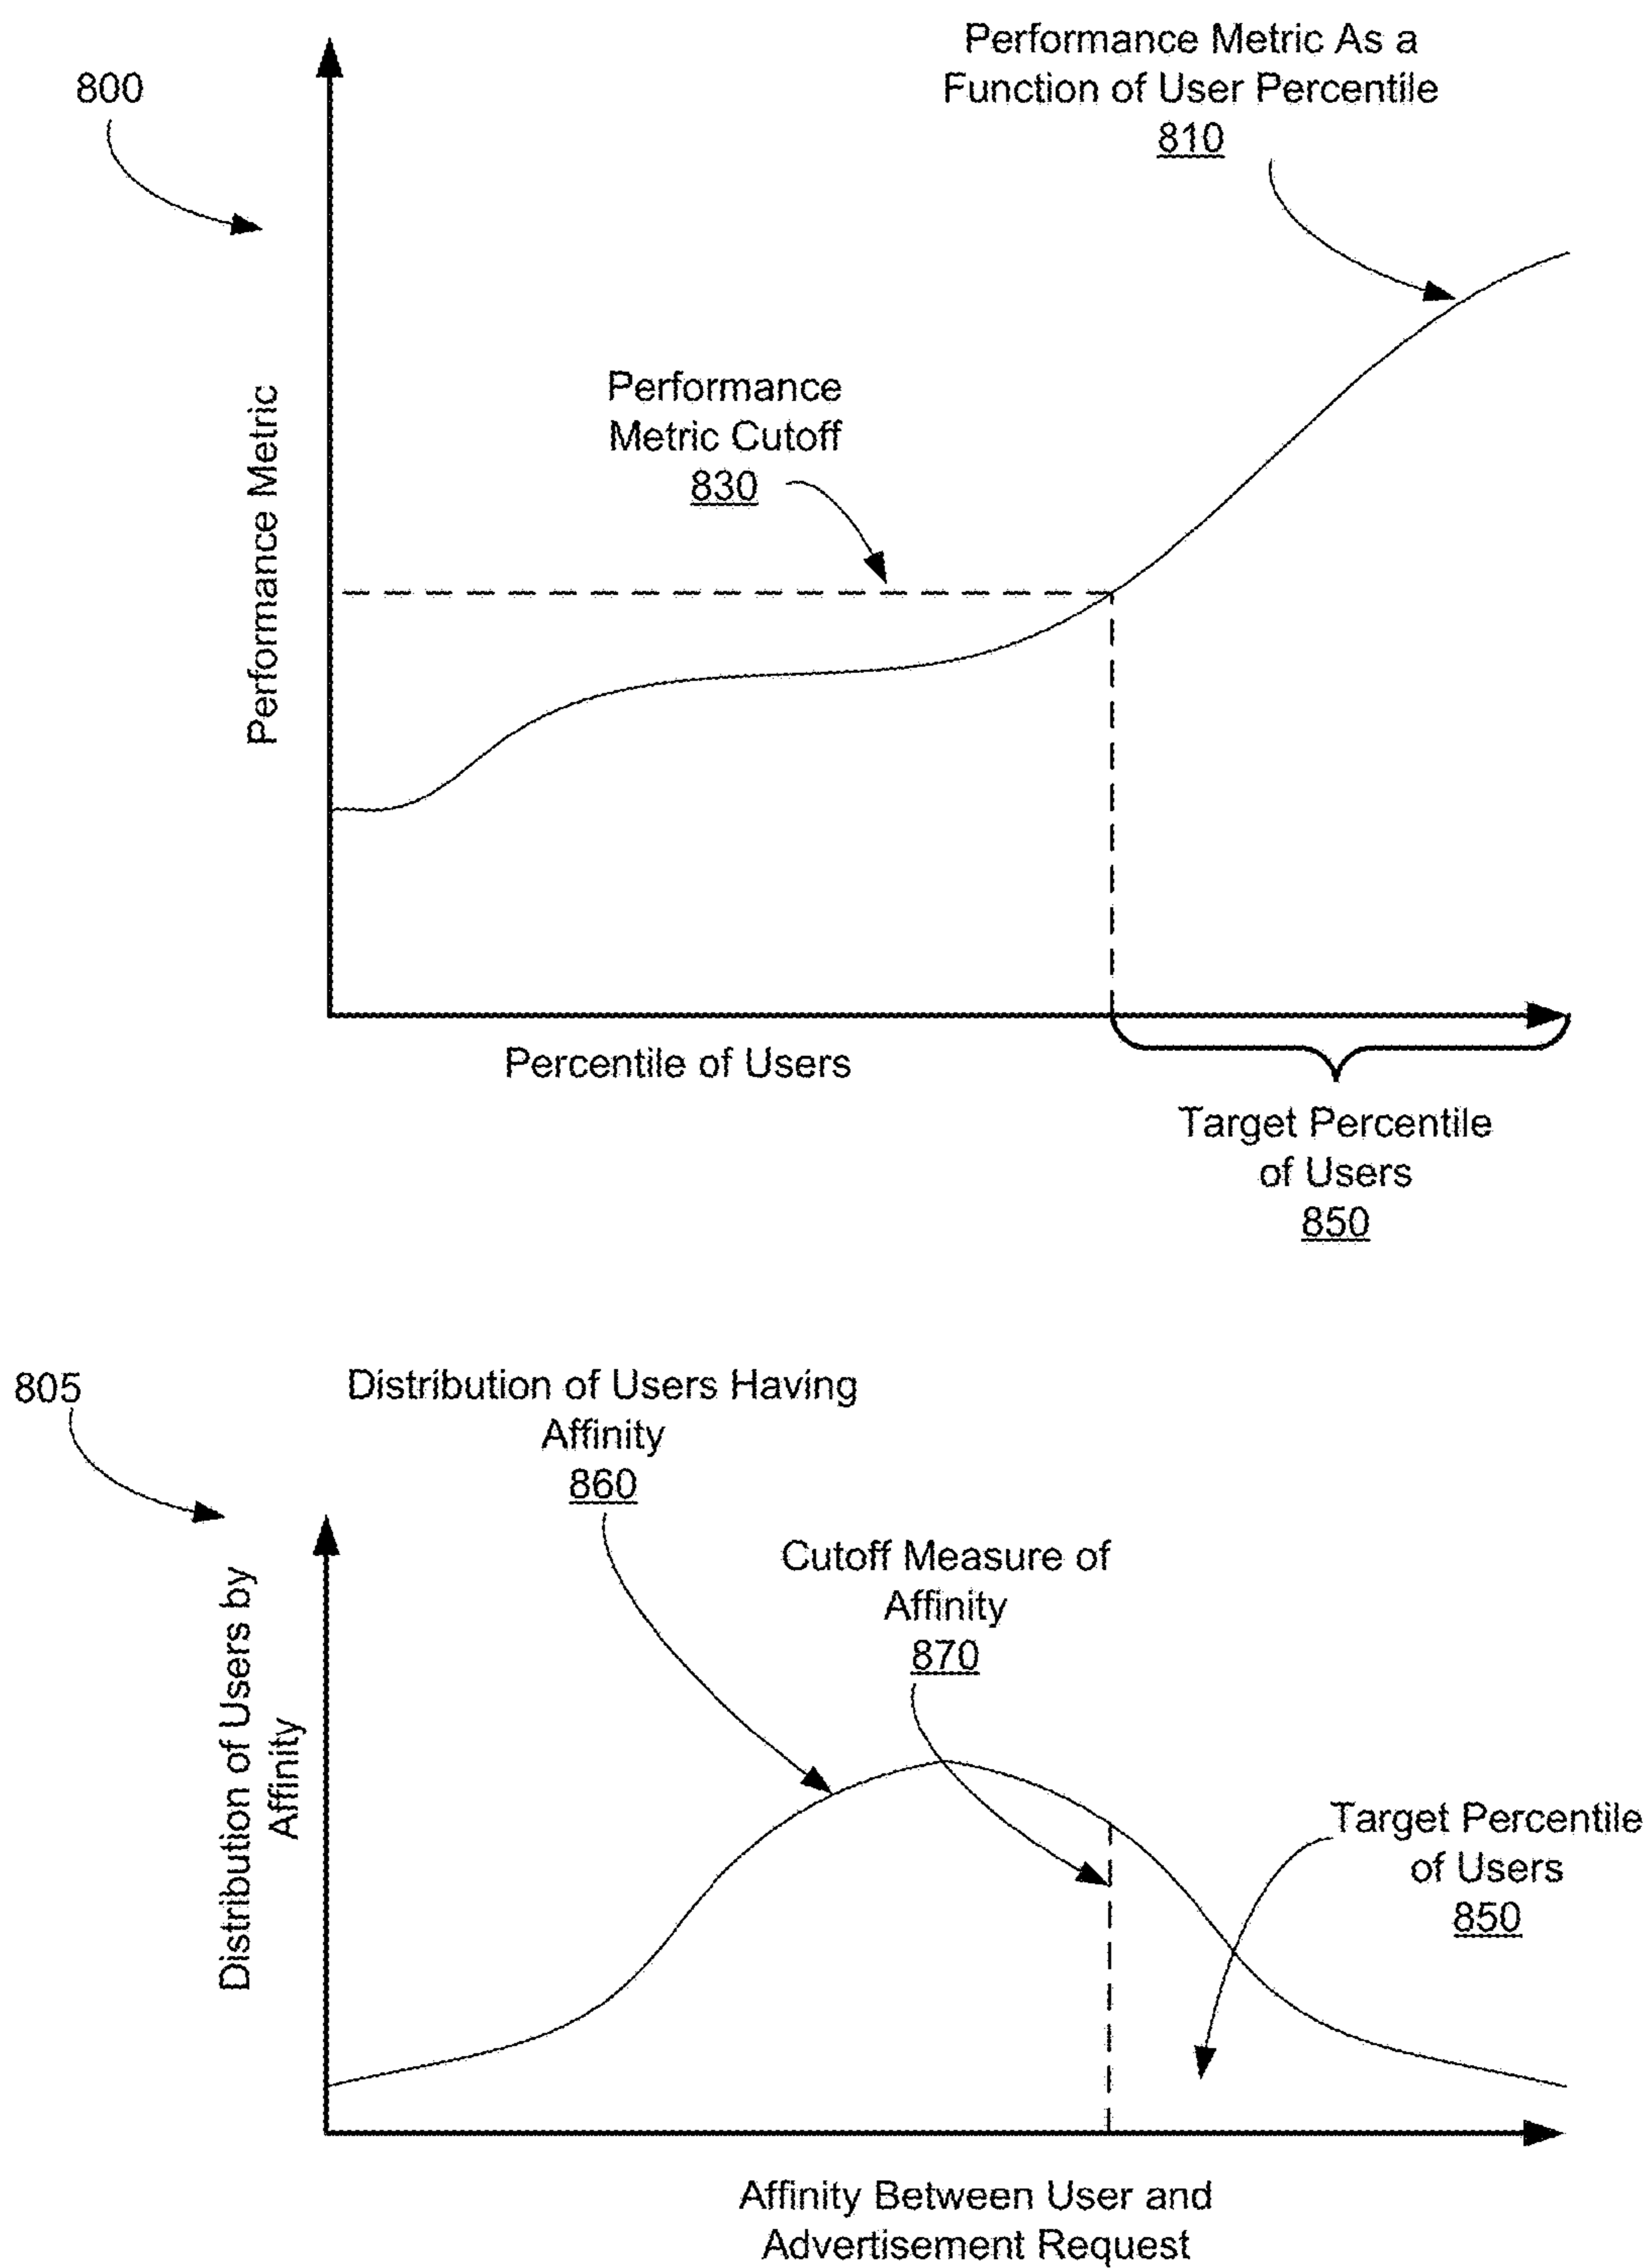 800
Performance Metric As a
Function of User Percentile
810
Performance
Metric Cutoff
830
Performance Metric
Percentile of Users
Target Percentile
of Users
850
805
Distribution of Users Having
Affinity
860
Cutoff Measure of
Affinity
870
Distribution of Users by
Affinity
Target Percentile
of Users
850
Affinity Between User and
Advertisement Request